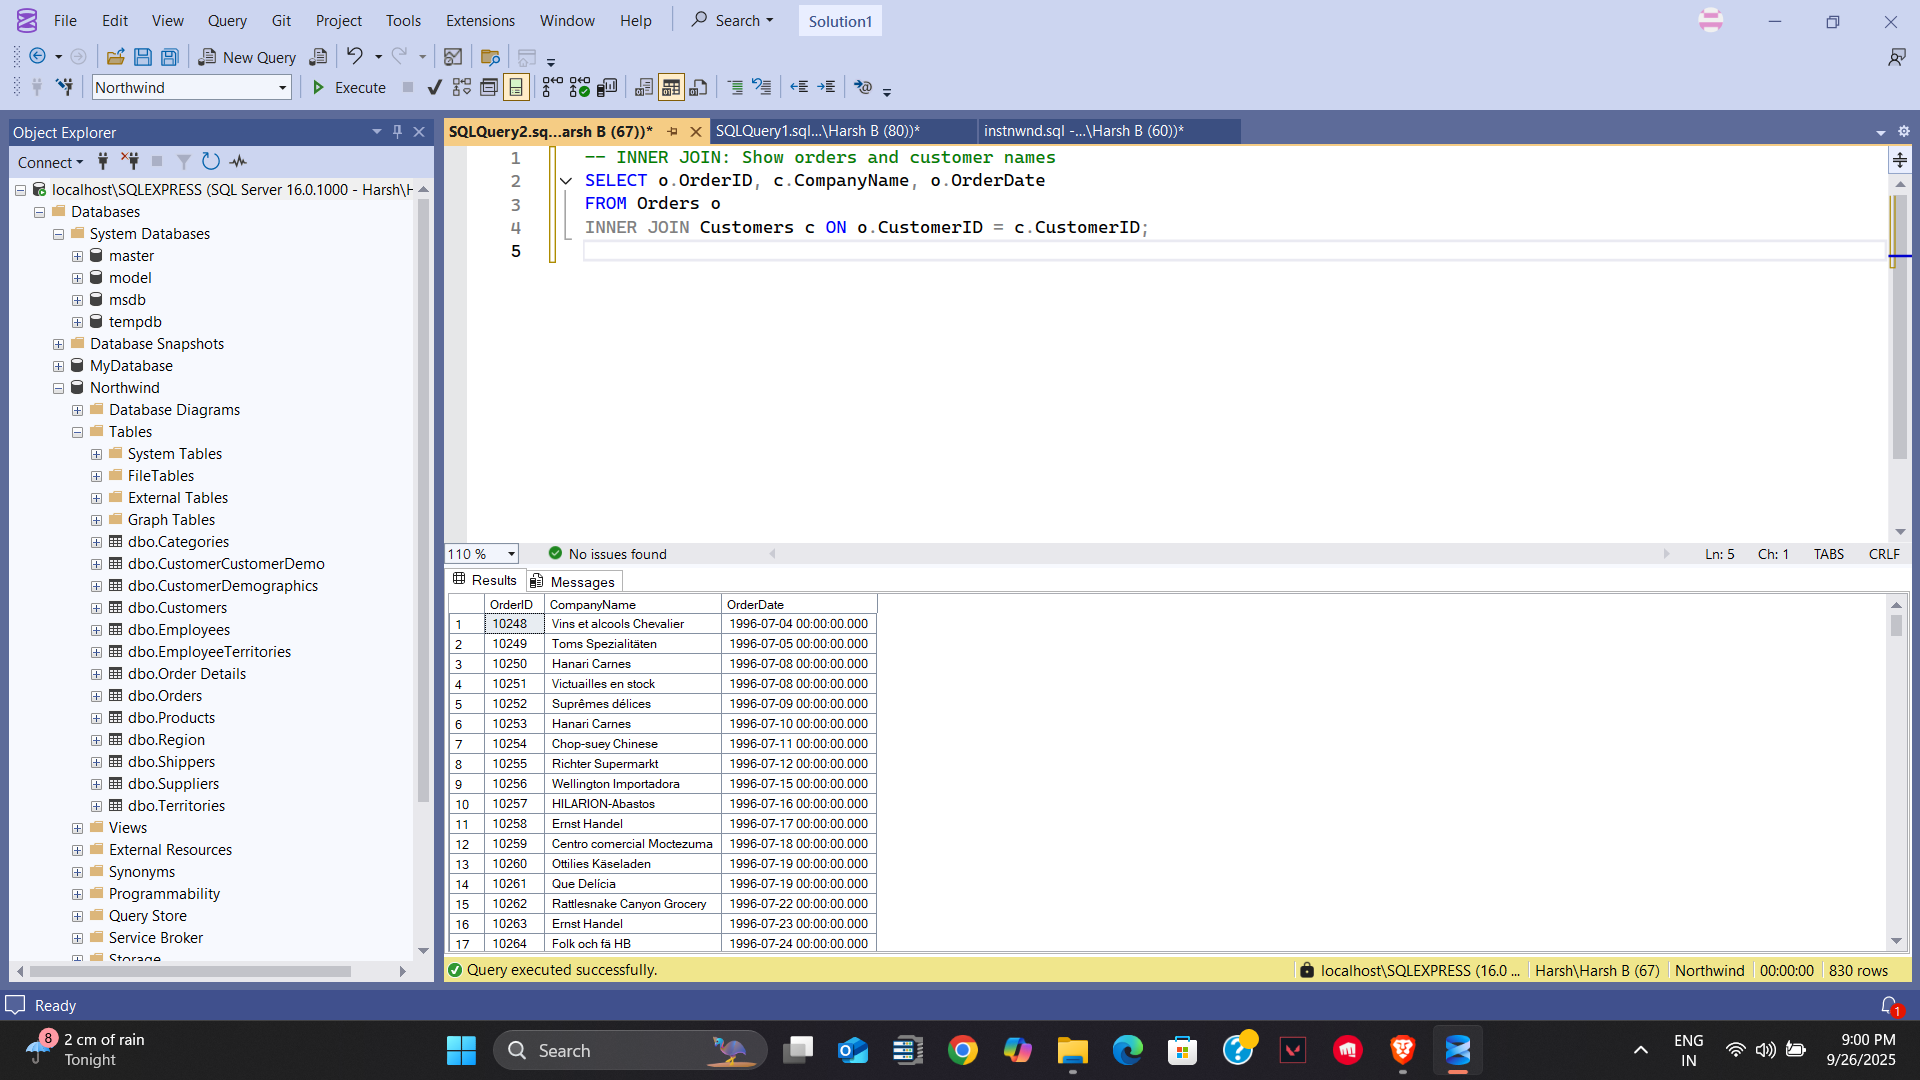 File Edit View Query Git Project Tools Extensions Window Help Search Solution1
New Query
Northwind Execute
Object Explorer
Connect
localhost\SQLEXPRESS (SQL Server 16.0.1000 - Harsh\H
Databases
System Databases
master
model
msdb
tempdb
Database Snapshots
MyDatabase
Northwind
Database Diagrams
Tables
System Tables
FileTables
External Tables
Graph Tables
dbo.Categories
dbo.CustomerCustomerDemo
dbo.CustomerDemographics
dbo.Customers
dbo.Employees
dbo.EmployeeTerritories
dbo.Order Details
dbo.Orders
dbo.Products
dbo.Region
dbo.Shippers
dbo.Suppliers
dbo.Territories
Views
External Resources
Synonyms
Programmability
Query Store
Service Broker
Storage
SQLQuery2.sq...arsh B (67))* SQLQuery1.sql...\Harsh B (80))* instnwnd.sql -...\Harsh B (60))*
1 -- INNER JOIN: Show orders and customer names
2 SELECT o.OrderID, c.CompanyName, o.OrderDate
3 FROM Orders o
4 INNER JOIN Customers c ON o.CustomerID = c.CustomerID;
5
110 % No issues found Ln: 5 Ch: 1 TABS CRLF
Results Messages
OrderID CompanyName OrderDate
1 10248 Vins et alcools Chevalier 1996-07-04 00:00:00.000
2 10249 Toms Spezialitäten 1996-07-05 00:00:00.000
3 10250 Hanari Carnes 1996-07-08 00:00:00.000
4 10251 Victuailles en stock 1996-07-08 00:00:00.000
5 10252 Suprêmes délices 1996-07-09 00:00:00.000
6 10253 Hanari Carnes 1996-07-10 00:00:00.000
7 10254 Chop-suey Chinese 1996-07-11 00:00:00.000
8 10255 Richter Supermarkt 1996-07-12 00:00:00.000
9 10256 Wellington Importadora 1996-07-15 00:00:00.000
10 10257 HILARION-Abastos 1996-07-16 00:00:00.000
11 10258 Ernst Handel 1996-07-17 00:00:00.000
12 10259 Centro comercial Moctezuma 1996-07-18 00:00:00.000
13 10260 Ottilies Käseladen 1996-07-19 00:00:00.000
14 10261 Que Delícia 1996-07-19 00:00:00.000
15 10262 Rattlesnake Canyon Grocery 1996-07-22 00:00:00.000
16 10263 Ernst Handel 1996-07-23 00:00:00.000
17 10264 Folk och fä HB 1996-07-24 00:00:00.000
Query executed successfully. localhost\SQLEXPRESS (16.0 ... Harsh\Harsh B (67) Northwind 00:00:00 830 rows
Ready 1
8 2 cm of rain
Tonight
Search
ENG
IN
9:00 PM
9/26/2025